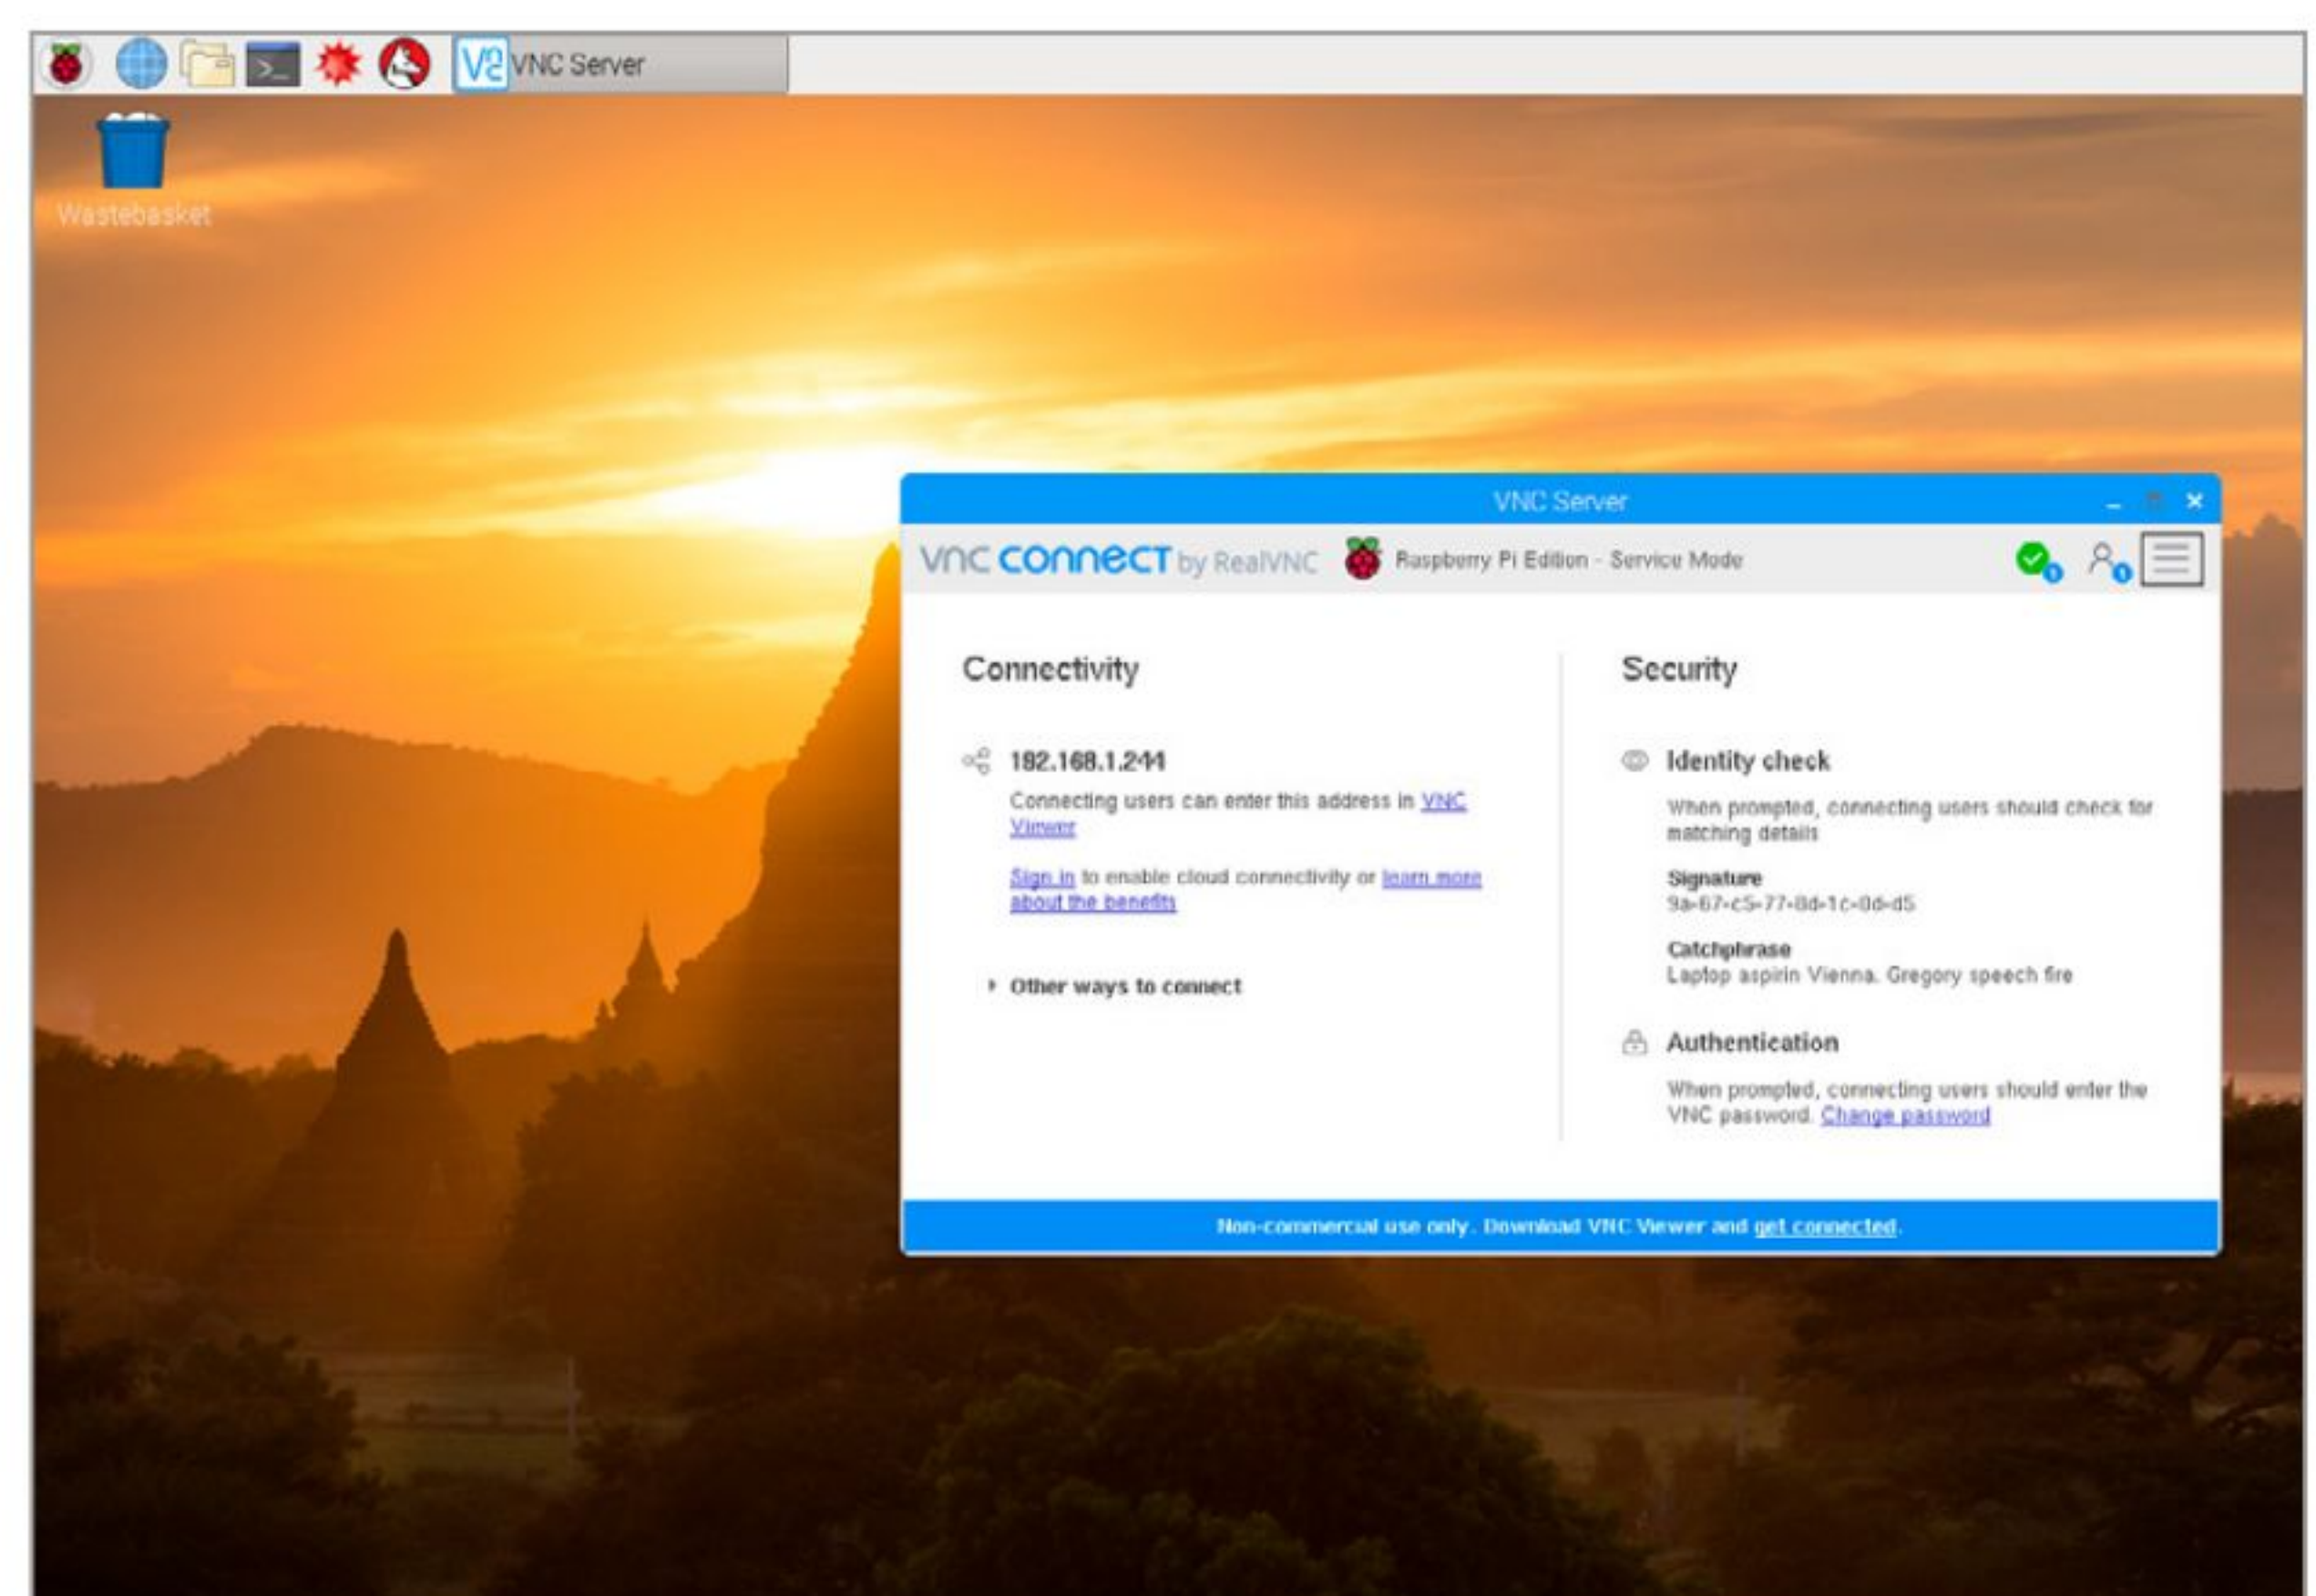 VNC Server
Wastebasket
VNC Server
vnc connect by RealVNC Raspberry Pi Edition - Service Mode
Connectivity
192.168.1.244
Connecting users can enter this address in VNC
Viewer
Sign in to enable cloud connectivity or learn more
about the benefits
Other ways to connect
Security
Identity check
When prompted, connecting users should check for
matching details
Signature
9a-67-c5-77-8d-1c-0d-d5
Catchphrase
Laptop aspirin Vienna. Gregory speech fire
Authentication
When prompted, connecting users should enter the
VNC password. Change password
Non-commercial use only. Download VNC Viewer and get connected.